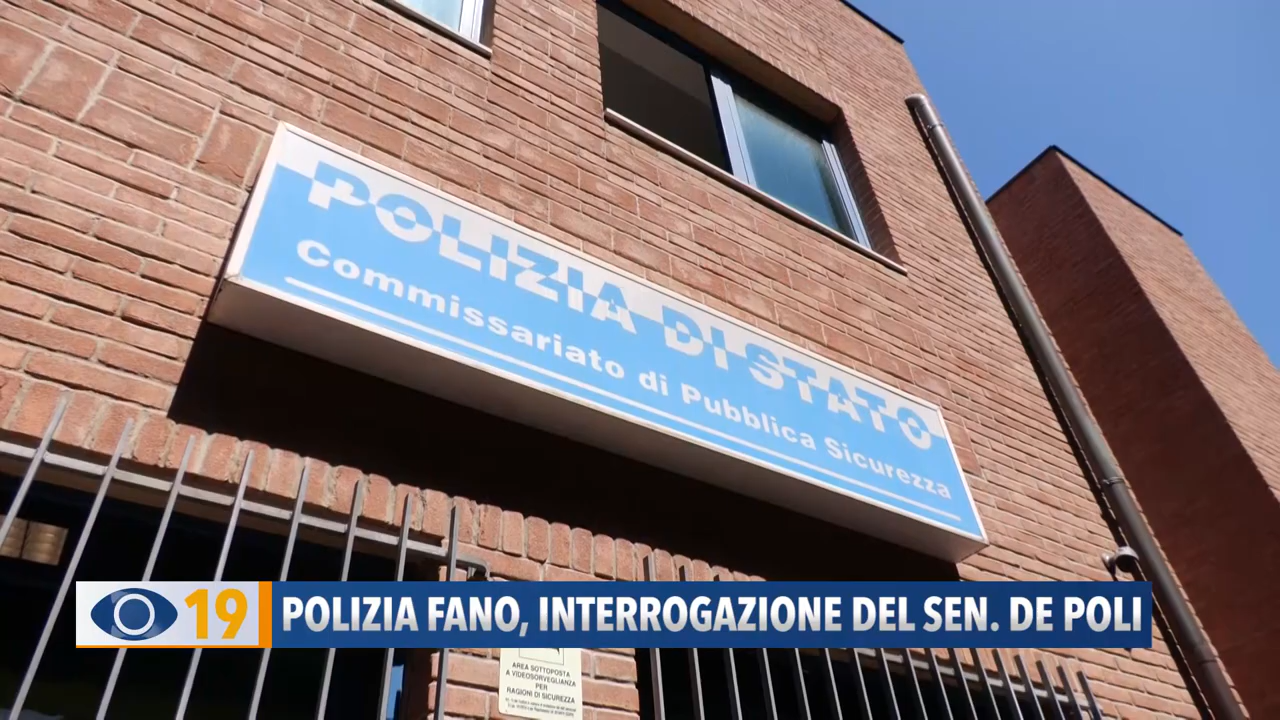 POLIZIA DI STATO
Commissariato di Pubblica Sicurezza
19
POLIZIA FANO, INTERROGAZIONE DEL SEN. DE POLI
AREA SOTTOPOSTA
A VIDEOSORVEGLIANZA
PER
RAGIONI DI SICUREZZA